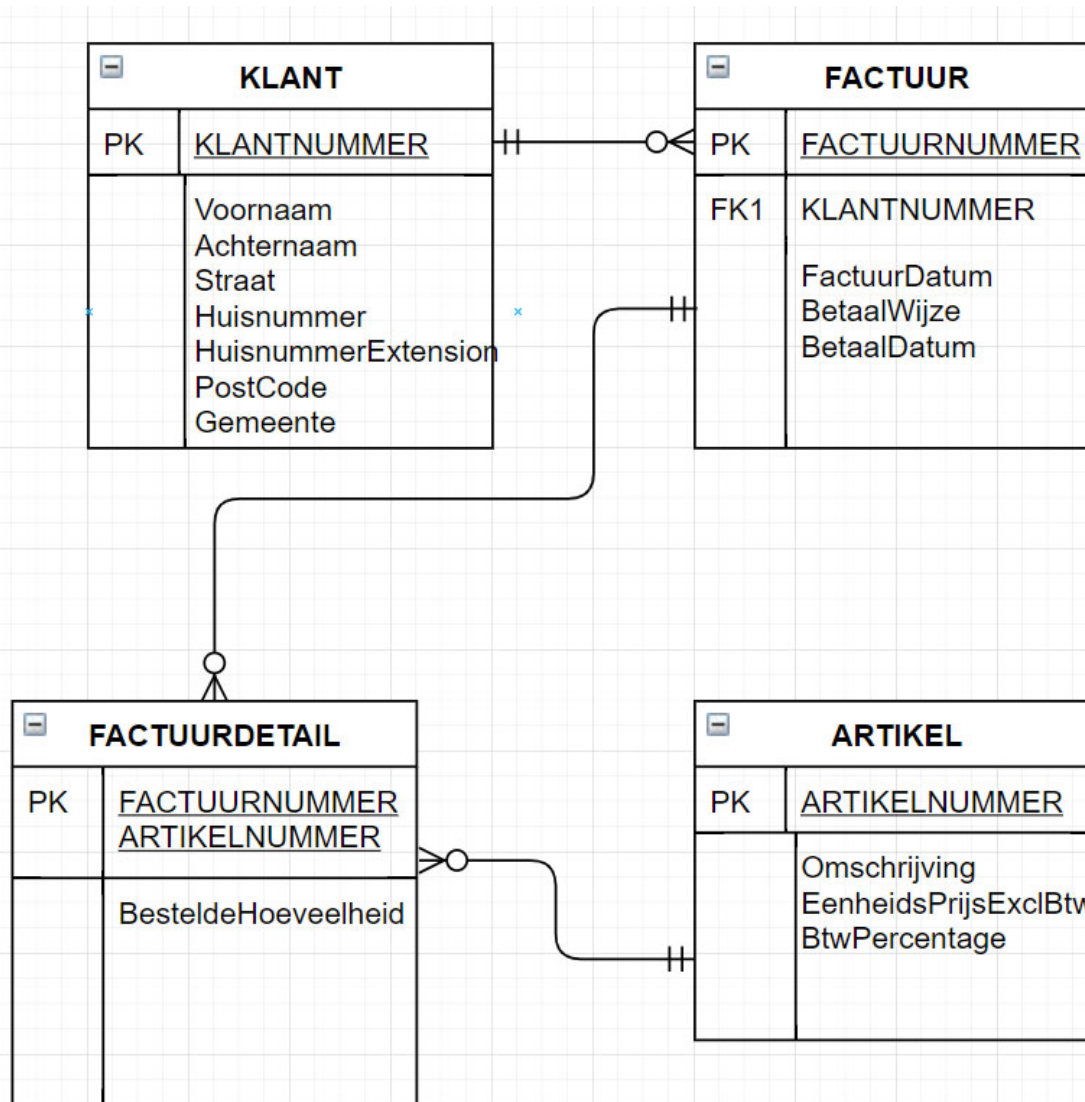 KLANT
PK KLANTNUMMER
Voornaam
Achternaam
Straat
Huisnummer
HuisnummerExtension
PostCode
Gemeente
FACTUUR
PK FACTUURNUMMER
FK1 KLANTNUMMER
FactuurDatum
BetaalWijze
BetaalDatum
FACTUURDETAIL
PK FACTUURNUMMER
ARTIKELNUMMER
BesteldeHoeveelheid
ARTIKEL
PK ARTIKELNUMMER
Omschrijving
EenheidsPrijsExclBtw
BtwPercentage